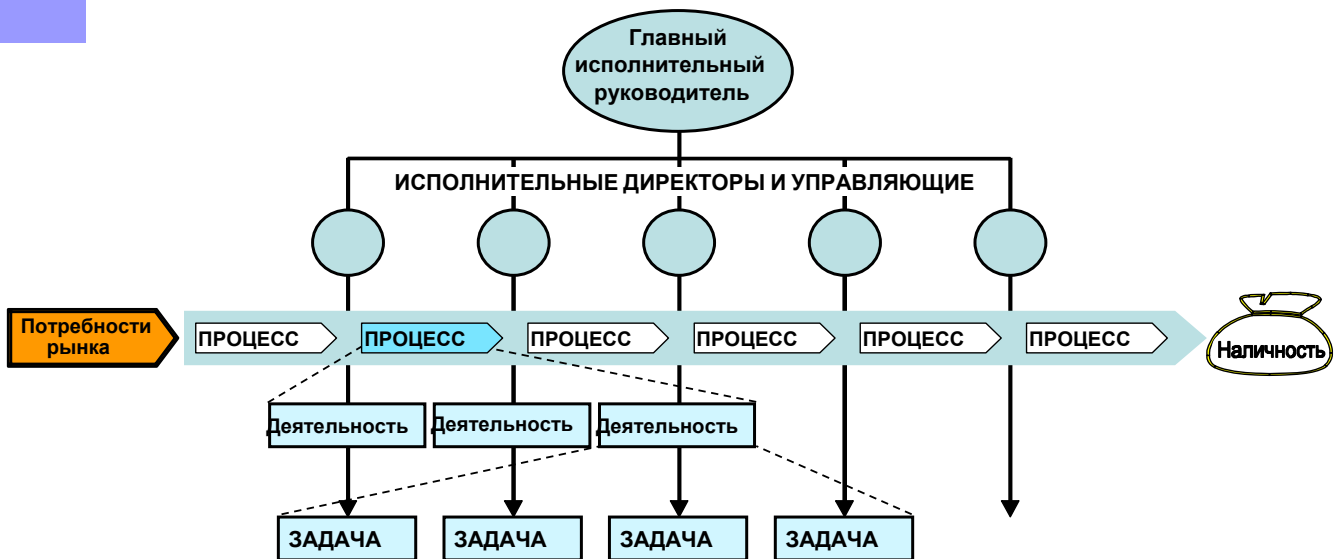 Главный
исполнительный
руководитель
ИСПОЛНИТЕЛЬНЫЕ ДИРЕКТОРЫ И УПРАВЛЯЮЩИЕ
Потребности
рынка
ПРОЦЕСС ПРОЦЕСС ПРОЦЕСС ПРОЦЕСС ПРОЦЕСС ПРОЦЕСС
Наличность
Деятельность Деятельность Деятельность
ЗАДАЧА ЗАДАЧА ЗАДАЧА ЗАДАЧА